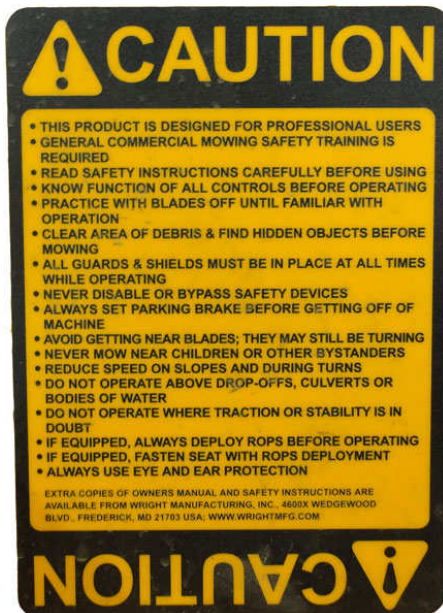 CAUTION
• THIS PRODUCT IS DESIGNED FOR PROFESSIONAL USERS
• GENERAL COMMERCIAL MOWING SAFETY TRAINING IS
REQUIRED
• READ SAFETY INSTRUCTIONS CAREFULLY BEFORE USING
• KNOW FUNCTION OF ALL CONTROLS BEFORE OPERATING
• PRACTICE WITH BLADES OFF UNTIL FAMILIAR WITH
OPERATION
• CLEAR AREA OF DEBRIS & FIND HIDDEN OBJECTS BEFORE
MOWING
• ALL GUARDS & SHIELDS MUST BE IN PLACE AT ALL TIMES
WHILE OPERATING
• NEVER DISABLE OR BYPASS SAFETY DEVICES
• ALWAYS SET PARKING BRAKE BEFORE GETTING OFF OF
MACHINE
• AVOID GETTING NEAR BLADES; THEY MAY STILL BE TURNING
• NEVER MOW NEAR CHILDREN OR OTHER BYSTANDERS
• REDUCE SPEED ON SLOPES AND DURING TURNS
• DO NOT OPERATE ABOVE DROP-OFFS, CULVERTS OR
BODIES OF WATER
• DO NOT OPERATE WHERE TRACTION OR STABILITY IS IN
DOUBT
• IF EQUIPPED, ALWAYS DEPLOY ROPS BEFORE OPERATING
• IF EQUIPPED, FASTEN SEAT WITH ROPS DEPLOYMENT
• ALWAYS USE EYE AND EAR PROTECTION
EXTRA COPIES OF OWNERS MANUAL AND SAFETY INSTRUCTIONS ARE
AVAILABLE FROM WRIGHT MANUFACTURING, INC., 4600X WEDGEWOOD
BLVD., FREDERICK, MD 21703 USA; WWW.WRIGHTMFG.COM
CAUTION